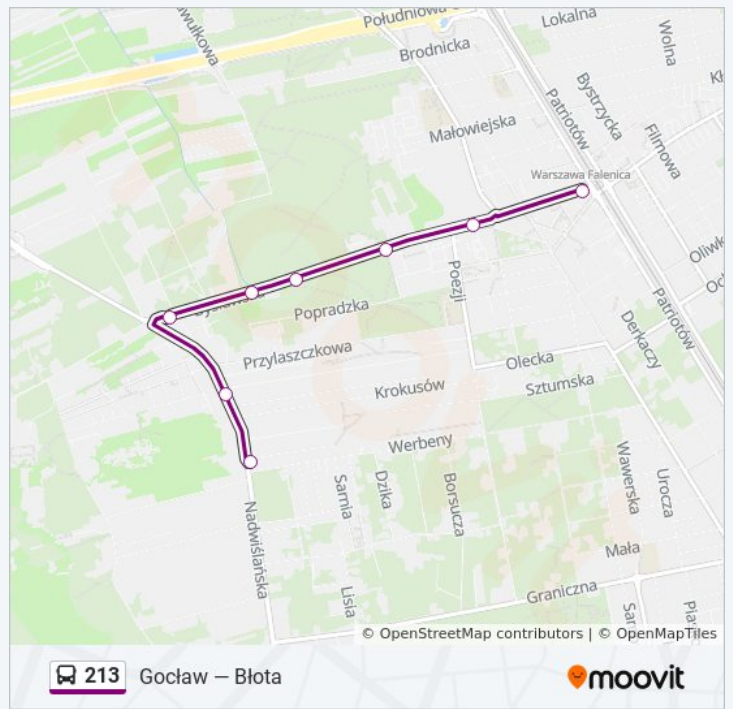 Południowa
Lokalna
Brodnicka
Wolna
Bystrzycka
Małowiejska
Patriotów
Filmowa
Warszawa Falenica
Poezji
Popradzka
Patriotów
Derkaczy
Przylaszczkowa
Olecka
Krokusów
Sztumska
Werbeny
Sarnia
Dzika
Borsucza
Wawerska
Urocza
Nadwiślańska
Mała
Lisia
Graniczna
© OpenStreetMap contributors | © OpenMapTiles
213 Gocław — Błota
moovit